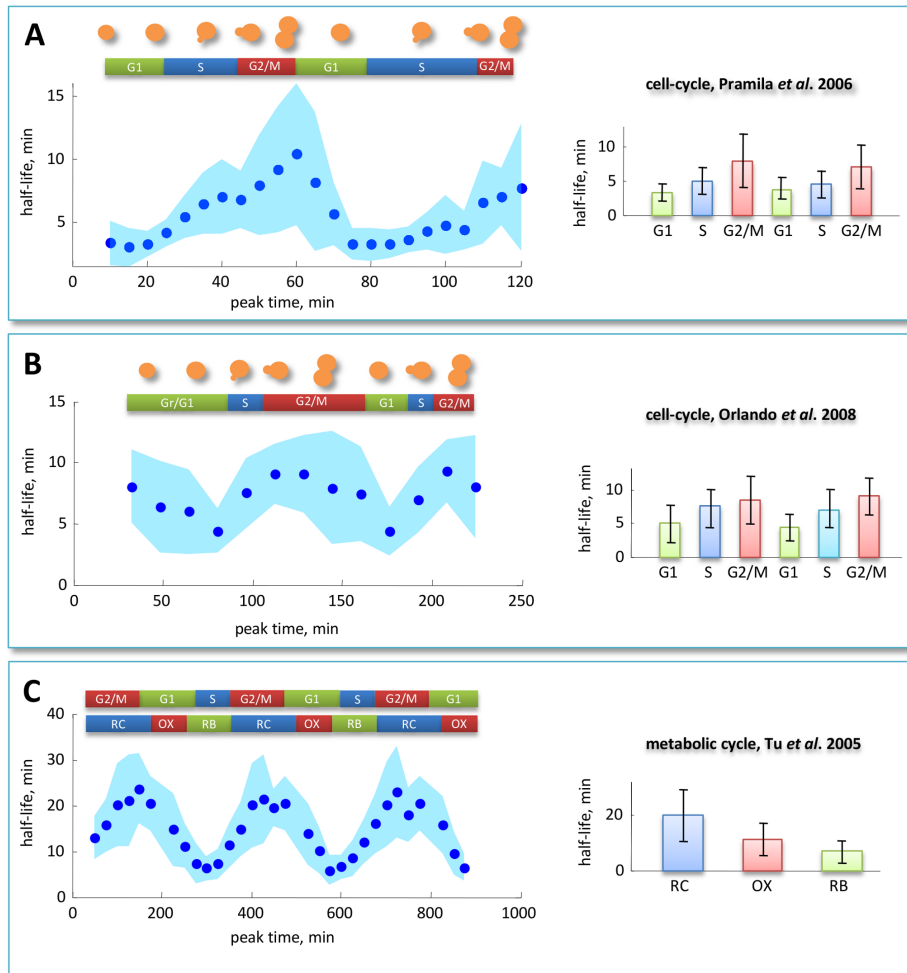 A
G1 S G2/M G1 S G2/M
15
10
5
half-life, min
0 20 40 60 80 100 120
peak time, min
cell-cycle, Pramila et al. 2006
half-life, min
10
5
0
G1 S G2/M G1 S G2/M
B
Gr/G1 S G2/M G1 S G2/M
15
10
5
0
half-life, min
50 100 150 200 250
peak time, min
cell-cycle, Orlando et al. 2008
half-life, min
10
5
0
G1 S G2/M G1 S G2/M
C
G2/M G1 S G2/M G1 S G2/M G1
RC OX RB RC OX RB RC OX
40
30
20
10
0
half-life, min
0 200 400 600 800 1000
peak time, min
metabolic cycle, Tu et al. 2005
half-life, min
20
0
RC OX RB